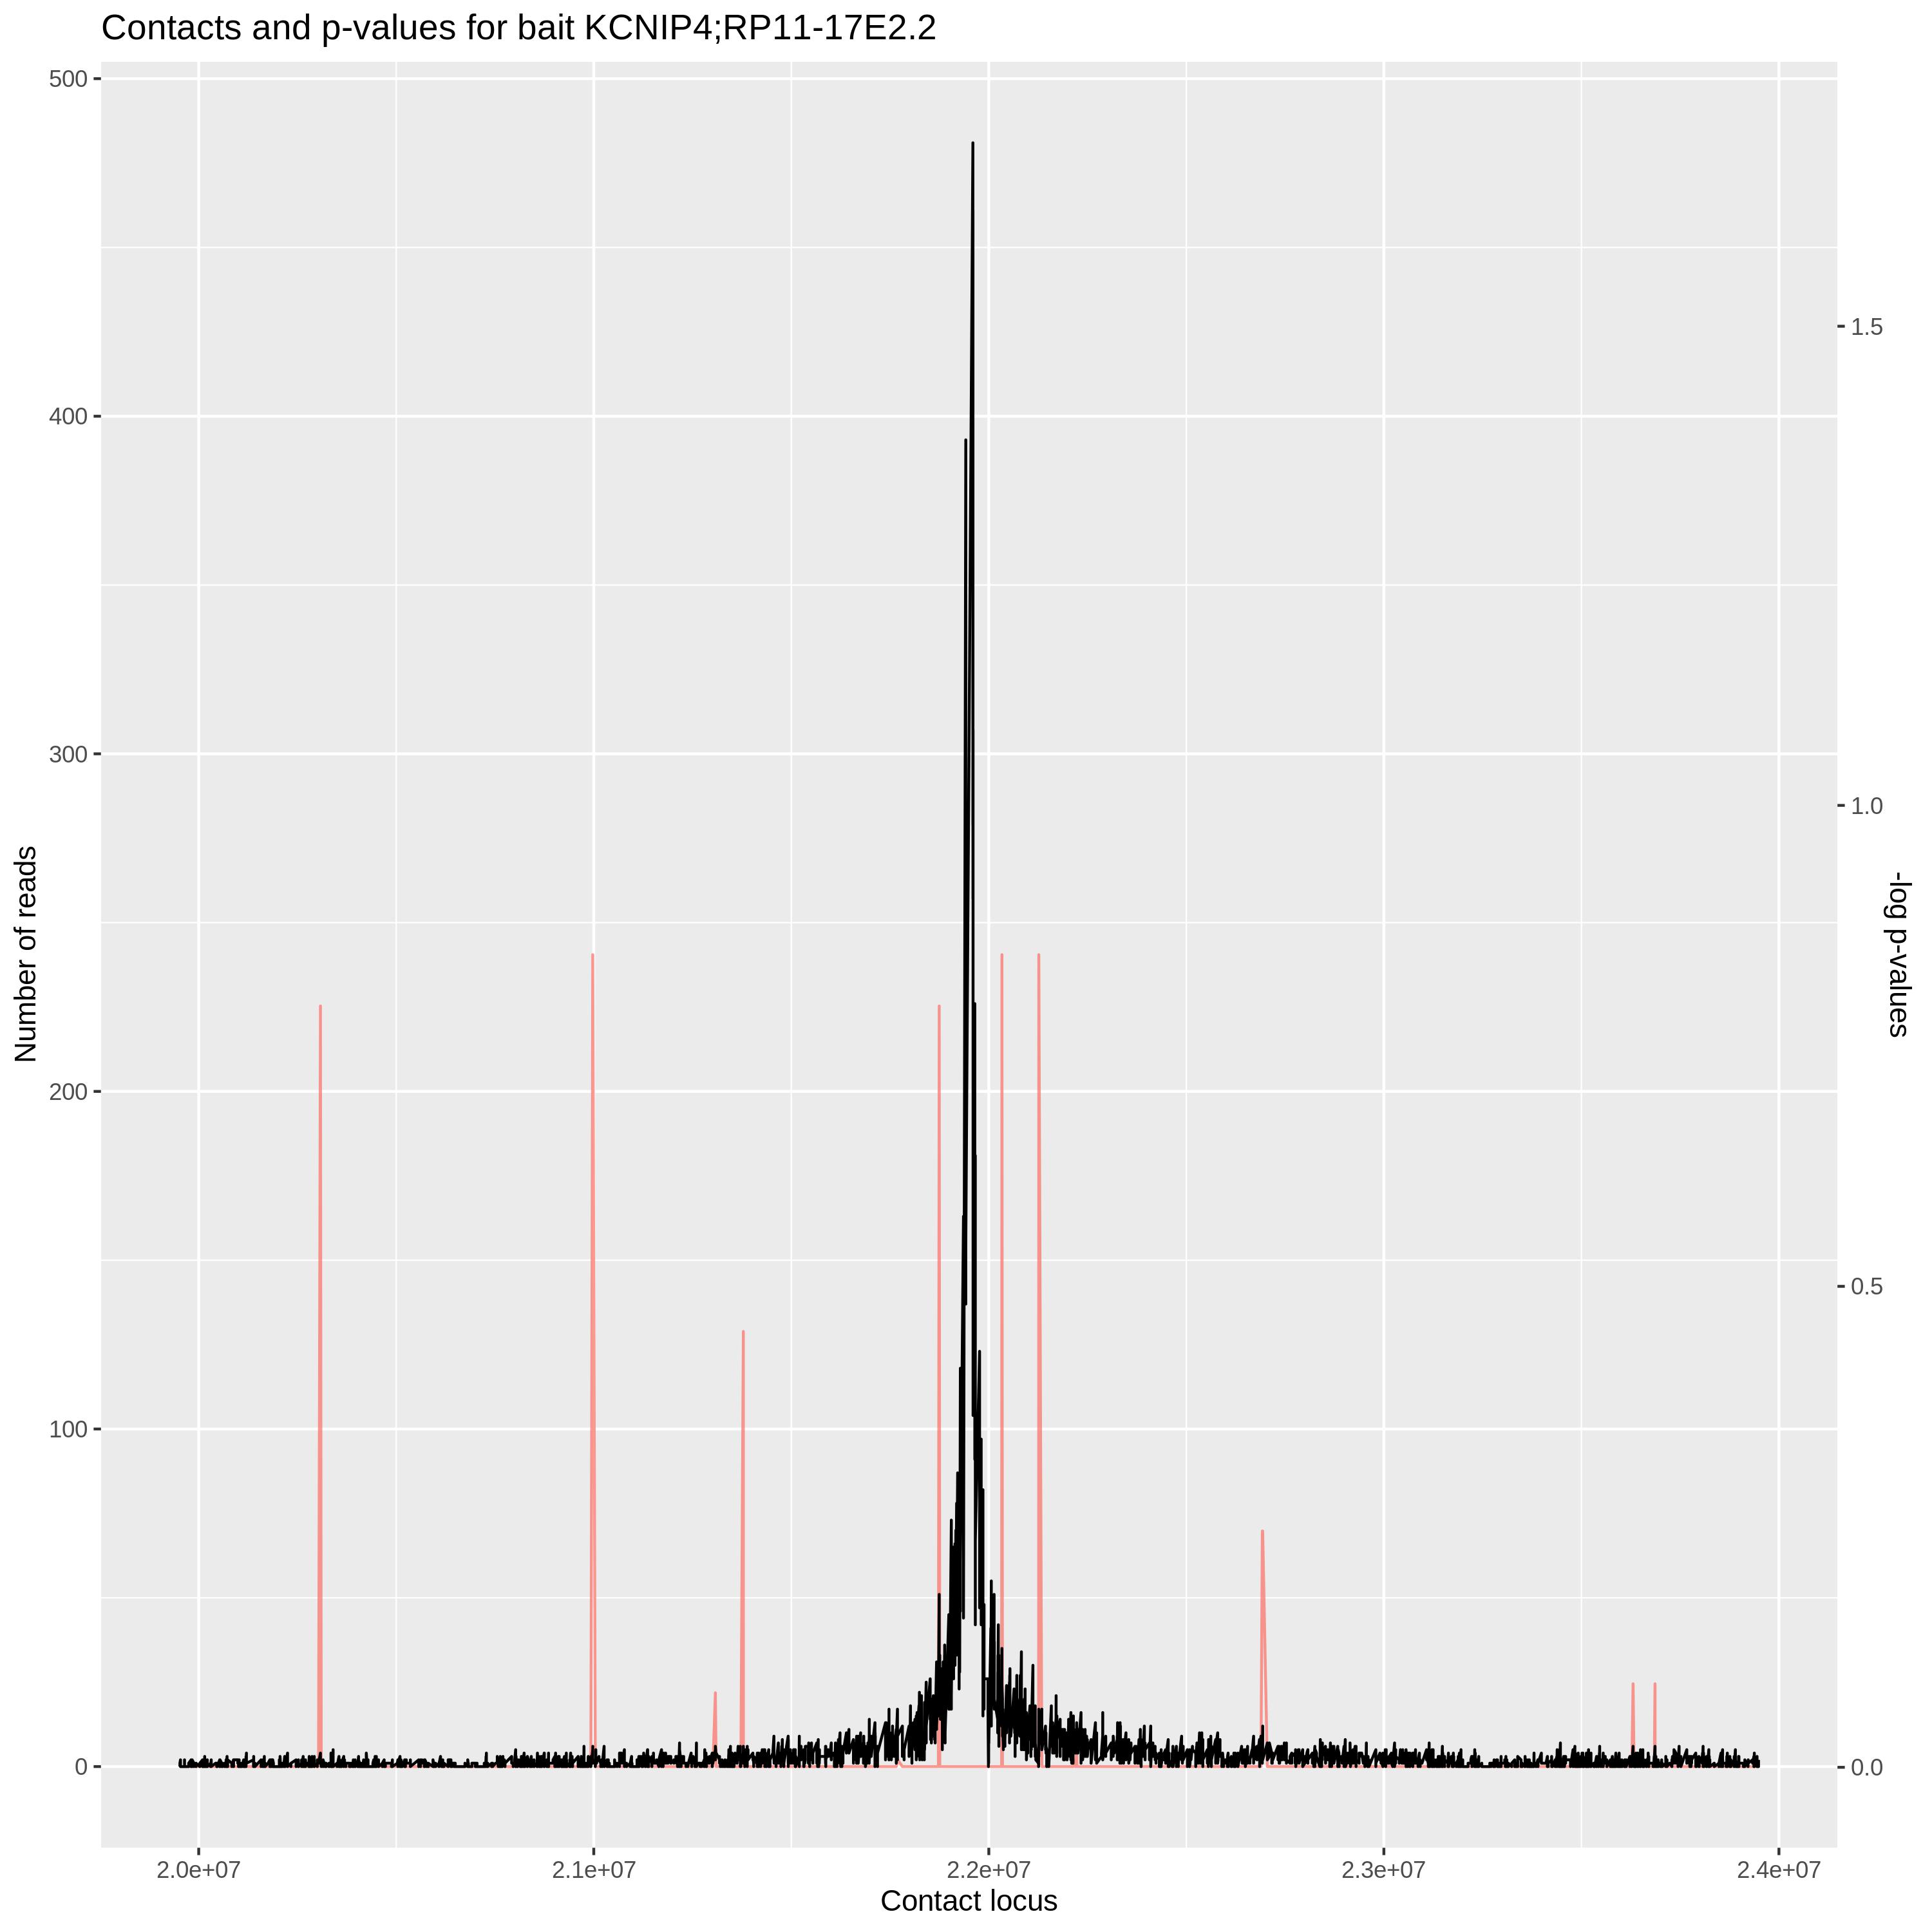 Contacts and p-values for bait KCNIP4;RP11-17E2.2
500
400
300
200
100
0
Number of reads
1.5
1.0
0.5
0.0
-log p-values
2.0e+07
2.1e+07
2.2e+07
2.3e+07
2.4e+07
Contact locus